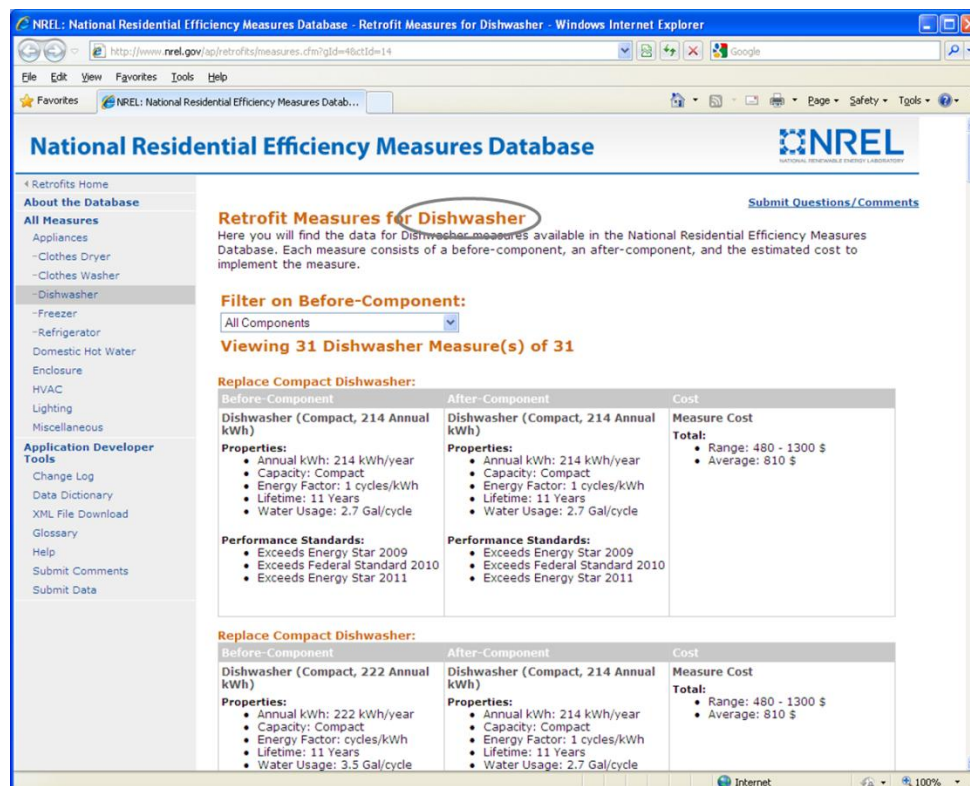 NREL: National Residential Efficiency Measures Database - Retrofit Measures for Dishwasher - Windows Internet Explorer
http://www.nrel.gov/ap/retrofits/measures.cfm?gId=4&ctId=14
Google
File Edit View Favorites Tools Help
Favorites
NREL: National Residential Efficiency Measures Datab...
Page Safety Tools
National Residential Efficiency Measures Database
NREL
NATIONAL RENEWABLE ENERGY LABORATORY
Retrofits Home
About the Database
All Measures
Appliances
-Clothes Dryer
-Clothes Washer
-Dishwasher
-Freezer
-Refrigerator
Domestic Hot Water
Enclosure
HVAC
Lighting
Miscellaneous
Application Developer
Tools
Change Log
Data Dictionary
XML File Download
Glossary
Help
Submit Comments
Submit Data
Submit Questions/Comments
Retrofit Measures for Dishwasher
Here you will find the data for Dishwasher measures available in the National Residential Efficiency Measures
Database. Each measure consists of a before-component, an after-component, and the estimated cost to
implement the measure.
Filter on Before-Component:
All Components
Viewing 31 Dishwasher Measure(s) of 31
Replace Compact Dishwasher:
Before-Component
Dishwasher (Compact, 214 Annual
kWh)
Properties:
• Annual kWh: 214 kWh/year
• Capacity: Compact
• Energy Factor: 1 cycles/kWh
• Lifetime: 11 Years
• Water Usage: 2.7 Gal/cycle
Performance Standards:
• Exceeds Energy Star 2009
• Exceeds Federal Standard 2010
• Exceeds Energy Star 2011
After-Component
Dishwasher (Compact, 214 Annual
kWh)
Properties:
• Annual kWh: 214 kWh/year
• Capacity: Compact
• Energy Factor: 1 cycles/kWh
• Lifetime: 11 Years
• Water Usage: 2.7 Gal/cycle
Performance Standards:
• Exceeds Energy Star 2009
• Exceeds Federal Standard 2010
• Exceeds Energy Star 2011
Cost
Measure Cost
Total:
• Range: 480 - 1300 $
• Average: 810 $
Replace Compact Dishwasher:
Before-Component
Dishwasher (Compact, 222 Annual
kWh)
Properties:
• Annual kWh: 222 kWh/year
• Capacity: Compact
• Energy Factor: cycles/kWh
• Lifetime: 11 Years
• Water Usage: 3.5 Gal/cycle
After-Component
Dishwasher (Compact, 214 Annual
kWh)
Properties:
• Annual kWh: 214 kWh/year
• Capacity: Compact
• Energy Factor: 1 cycles/kWh
• Lifetime: 11 Years
• Water Usage: 2.7 Gal/cycle
Cost
Measure Cost
Total:
• Range: 480 - 1300 $
• Average: 810 $
Internet
100%